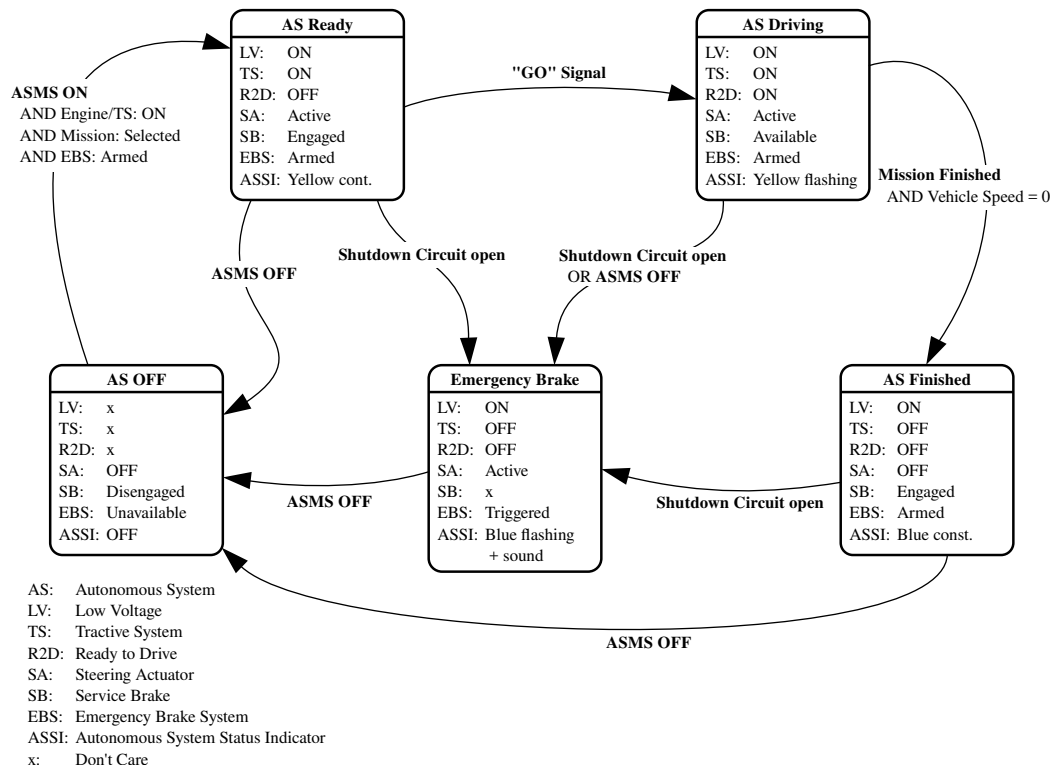 AS Ready
LV: ON
TS: ON
R2D: OFF
SA: Active
SB: Engaged
EBS: Armed
ASSI: Yellow cont.
AS Driving
LV: ON
TS: ON
R2D: ON
SA: Active
SB: Available
EBS: Armed
ASSI: Yellow flashing
"GO" Signal
ASMS ON
AND Engine/TS: ON
AND Mission: Selected
AND EBS: Armed
Mission Finished
AND Vehicle Speed = 0
ASMS OFF
Shutdown Circuit open
Shutdown Circuit open
OR ASMS OFF
AS OFF
LV: x
TS: x
R2D: x
SA: OFF
SB: Disengaged
EBS: Unavailable
ASSI: OFF
Emergency Brake
LV: ON
TS: OFF
R2D: OFF
SA: Active
SB: x
EBS: Triggered
ASSI: Blue flashing
+ sound
AS Finished
LV: ON
TS: OFF
R2D: OFF
SA: OFF
SB: Engaged
EBS: Armed
ASSI: Blue const.
ASMS OFF
Shutdown Circuit open
ASMS OFF
AS: Autonomous System
LV: Low Voltage
TS: Tractive System
R2D: Ready to Drive
SA: Steering Actuator
SB: Service Brake
EBS: Emergency Brake System
ASSI: Autonomous System Status Indicator
x: Don't Care